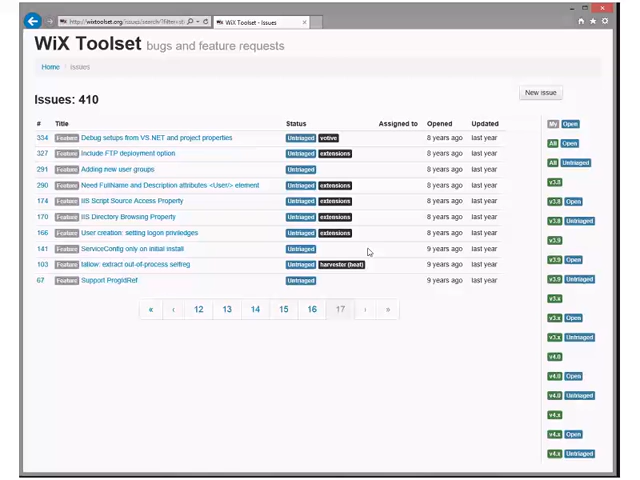 http://wixtoolset.org/issues/search/?filter=st
WiX Toolset - Issues
WiX Toolset bugs and feature requests
Home / Issues
Issues: 410
New issue
# Title Status Assigned to Opened Updated
334 Feature Debug setups from VS.NET and project properties Untriaged votive 8 years ago last year
327 Feature Include FTP deployment option Untriaged extensions 8 years ago last year
291 Feature Adding new user groups Untriaged 8 years ago last year
290 Feature Need FullName and Description attributes <User/> element Untriaged extensions 8 years ago last year
174 Feature IIS Script Source Access Property Untriaged extensions 8 years ago last year
170 Feature IIS Directory Browsing Property Untriaged extensions 8 years ago last year
166 Feature User creation: setting logon priviledges Untriaged extensions 8 years ago last year
141 Feature ServiceConfig only on initial install Untriaged 9 years ago last year
103 Feature tallow: extract out-of-process selfreg Untriaged harvester (heat) 9 years ago last year
67 Feature Support ProgIdRef Untriaged 9 years ago last year
« ‹ 12 13 14 15 16 17 › »
My Open
All Open
All Untriaged
v3.8
v3.8 Open
v3.8 Untriaged
v3.9
v3.9 Open
v3.9 Untriaged
v3.x
v3.x Open
v3.x Untriaged
v4.0
v4.0 Open
v4.0 Untriaged
v4.x
v4.x Open
v4.x Untriaged